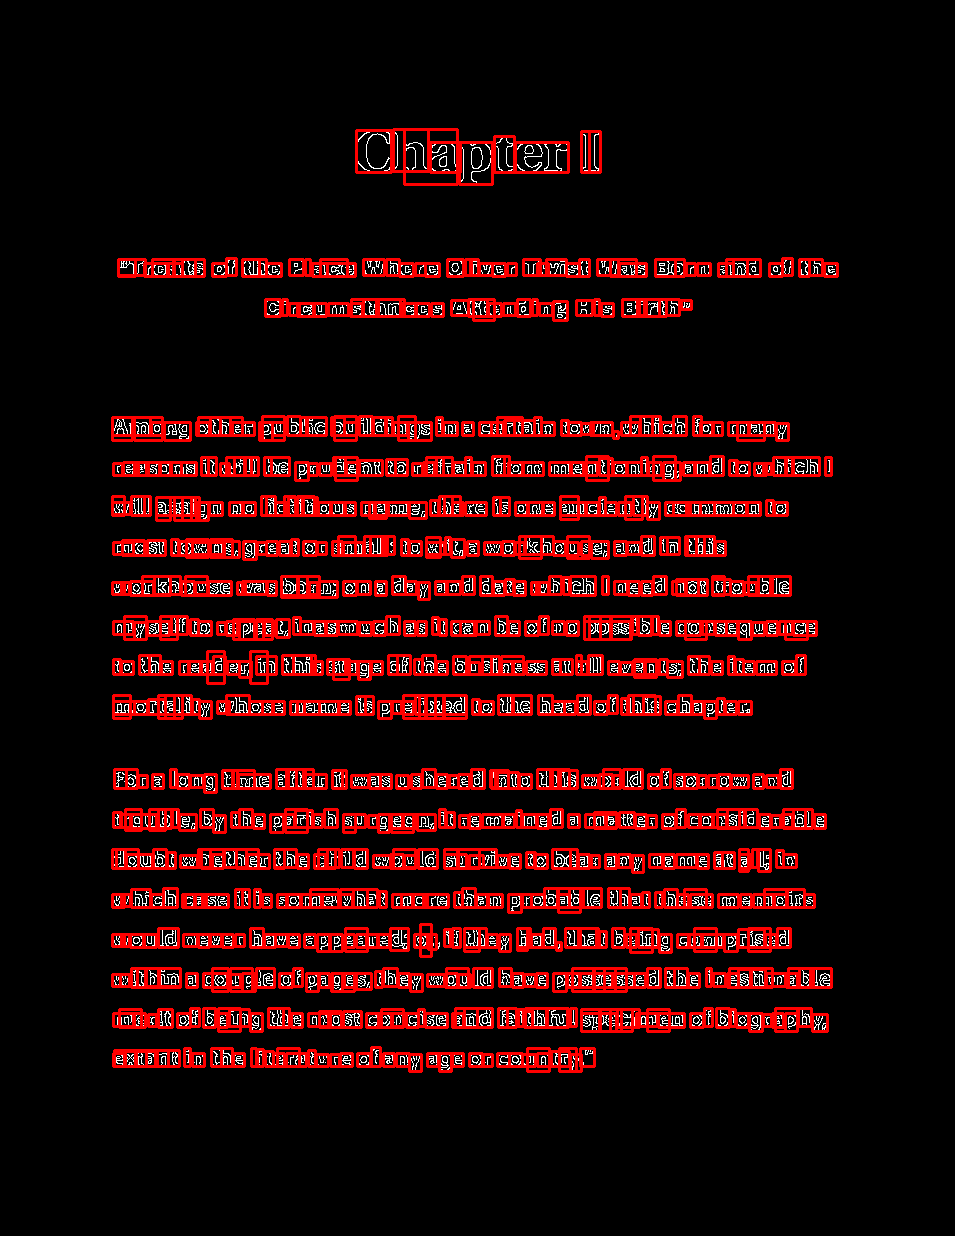 Chapter I
"Treats of the Place Where Oliver Twist Was Born and of the
Circumstances Attending His Birth"
Among other public buildings in a certain town, which for many
reasons it will be prudent to refrain from mentioning, and to which I
will assign no fictitious name, there is one anciently common to
most towns, great or small: to wit, a workhouse; and in this
workhouse was born; on a day and date which I need not trouble
myself to repeat, inasmuch as it can be of no possible consequence
to the reader, in this stage of the business at all events; the item of
mortality whose name is prefixed to the head of this chapter.
For a long time after it was ushered into this world of sorrow and
trouble, by the parish surgeon, it remained a matter of considerable
doubt whether the child would survive to bear any name at all; in
which case it is somewhat more than probable that these memoirs
would never have appeared; or, if they had, that being comprised
within a couple of pages, they would have possessed the inestimable
merit of being the most concise and faithful specimen of biography,
extant in the literature of any age or country."